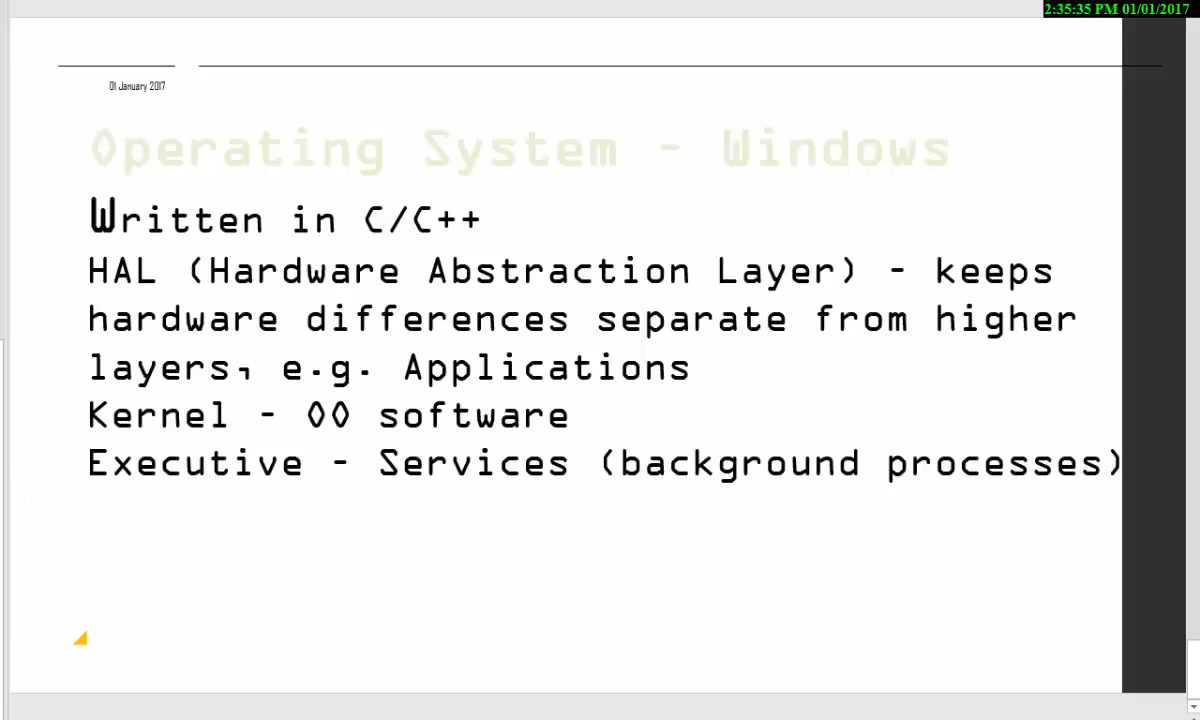 2:35:35 PM 01/01/2017
01 January 2017
Operating System - Windows
Written in C/C++
HAL (Hardware Abstraction Layer) - keeps
hardware differences separate from higher
layers, e.g. Applications
Kernel - OO software
Executive - Services (background processes)